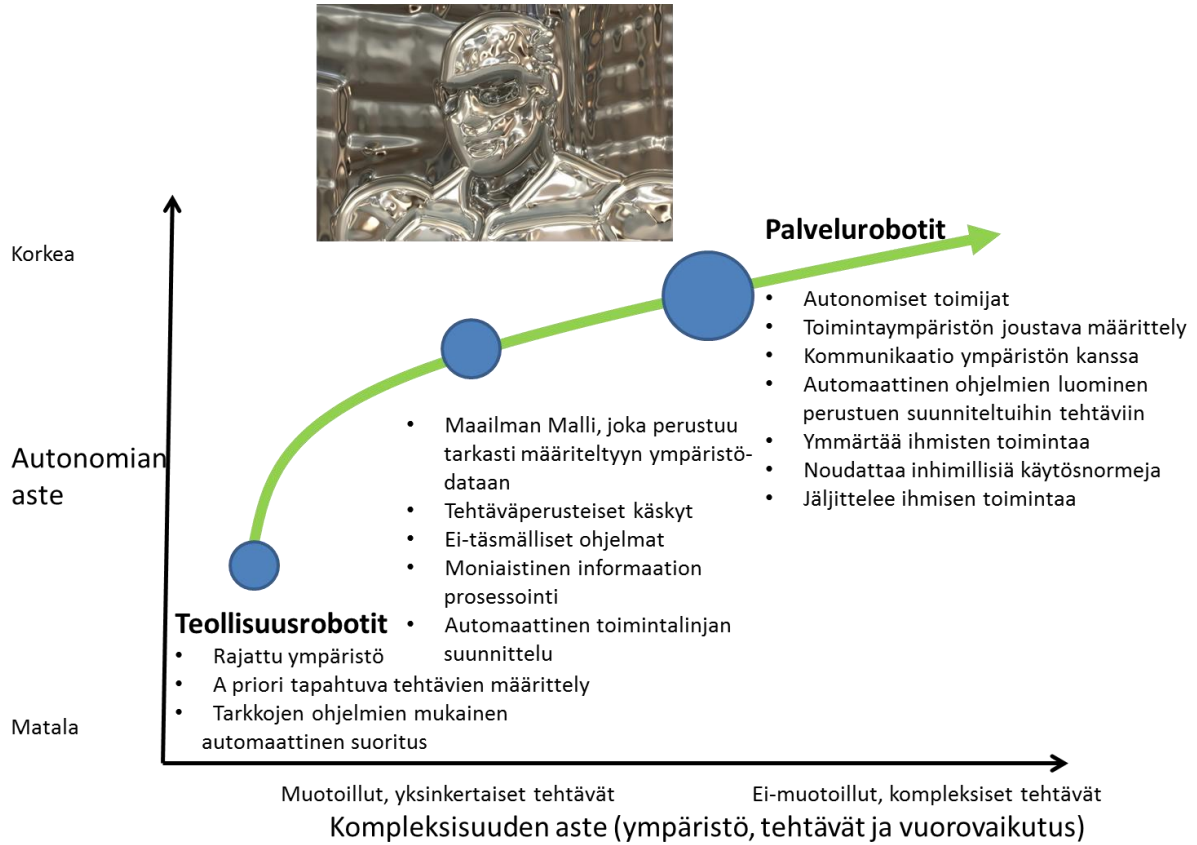 Korkea
Autonomian
aste
Matala
Palvelurobotit
• Autonomiset toimijat
• Toimintaympäristön joustava määrittely
• Kommunikaatio ympäristön kanssa
• Automaattinen ohjelmien luominen
perustuen suunniteltuihin tehtäviin
• Ymmärtää ihmisten toimintaa
• Noudattaa inhimillisiä käytösnormeja
• Jäljittelee ihmisen toimintaa
• Maailman Malli, joka perustuu
tarkasti määriteltyyn ympäristö-
dataan
• Tehtäväperusteiset käskyt
• Ei-täsmälliset ohjelmat
• Moniaistinen informaation
prosessointi
• Automaattinen toimintalinjan
suunnittelu
Teollisuusrobotit
• Rajattu ympäristö
• A priori tapahtuva tehtävien määrittely
• Tarkkojen ohjelmien mukainen
automaattinen suoritus
Muotoillut, yksinkertaiset tehtävät
Ei-muotoillut, kompleksiset tehtävät
Kompleksisuuden aste (ympäristö, tehtävät ja vuorovaikutus)